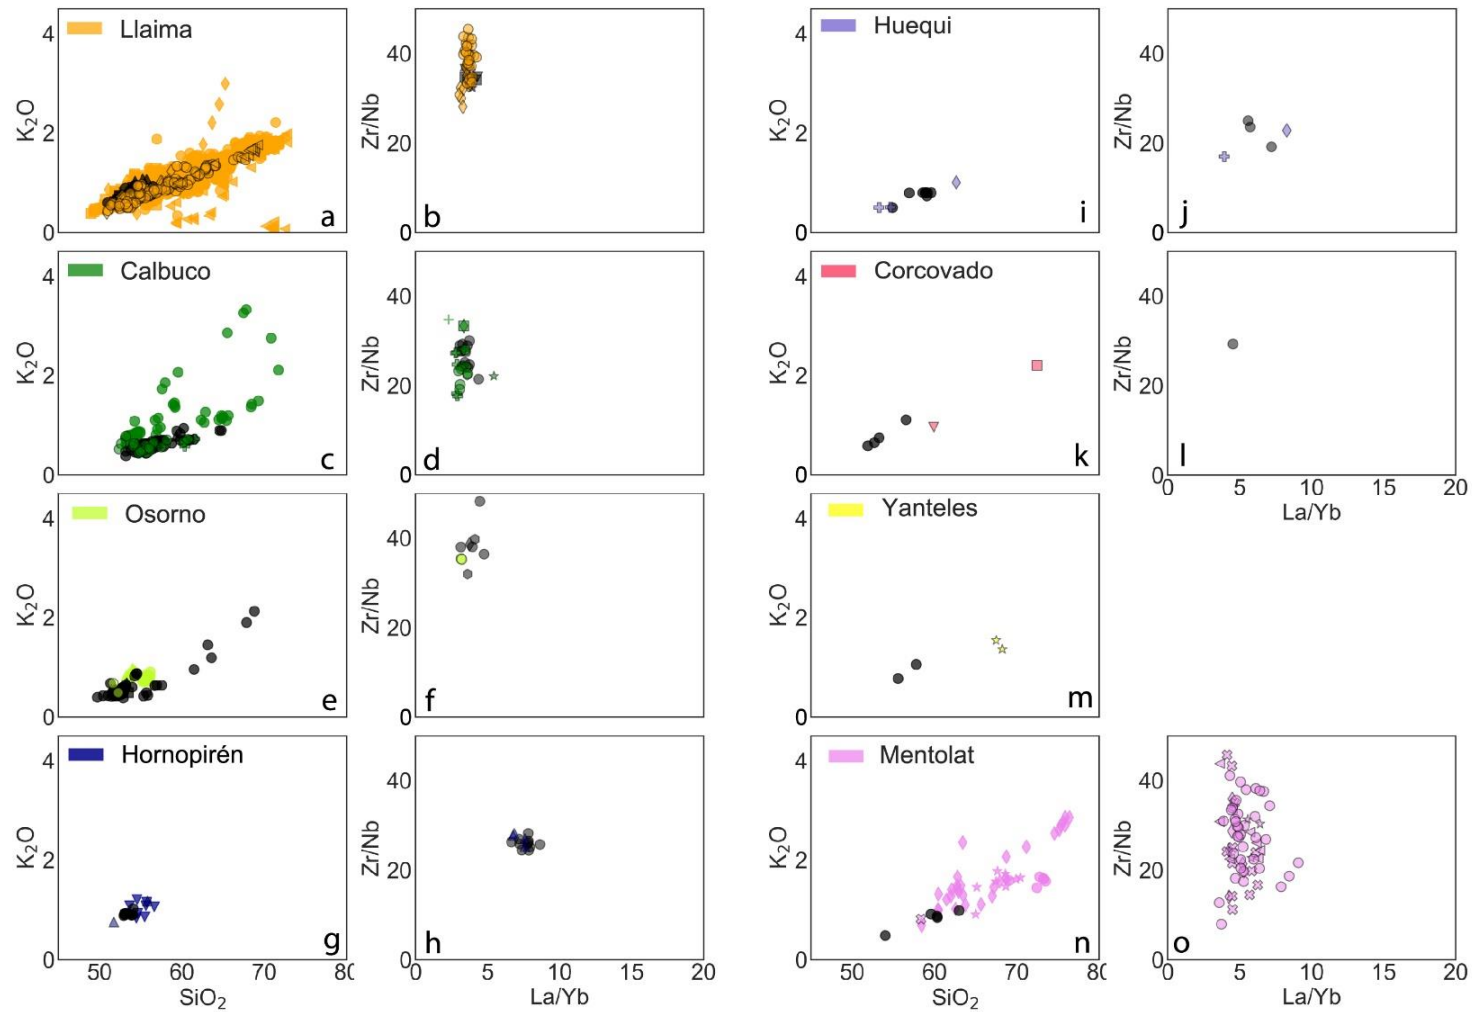 Llaima
K₂O
4
2
0
a
Zr/Nb
40
20
0
b
Huequi
K₂O
4
2
0
i
Zr/Nb
40
20
0
j
Calbuco
K₂O
4
2
0
c
Zr/Nb
40
20
0
d
Corcovado
K₂O
4
2
0
k
Zr/Nb
40
20
0
l
0 5 10 15 20
La/Yb
Osorno
K₂O
4
2
0
e
Zr/Nb
40
20
0
f
Yanteles
K₂O
4
2
0
m
Hornopirén
K₂O
4
2
0
g
50 60 70 80
SiO₂
Zr/Nb
40
20
0
h
0 5 10 15 20
La/Yb
Mentolat
K₂O
4
2
0
n
50 60 70 80
SiO₂
Zr/Nb
40
20
0
o
0 5 10 15 20
La/Yb